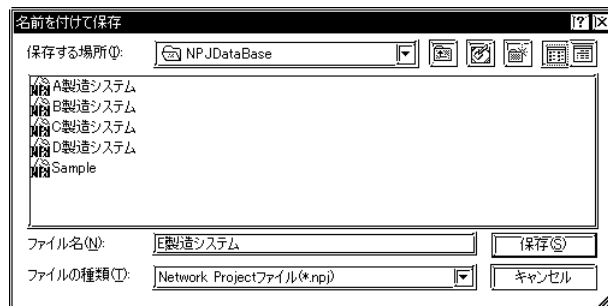 名前を付けて保存
保存する場所(I): NPJDataBase
A製造システム
B製造システム
C製造システム
D製造システム
Sample
ファイル名(N): E製造システム 保存(S)
ファイルの種類(T): Network Projectファイル(*.npj) キャンセル